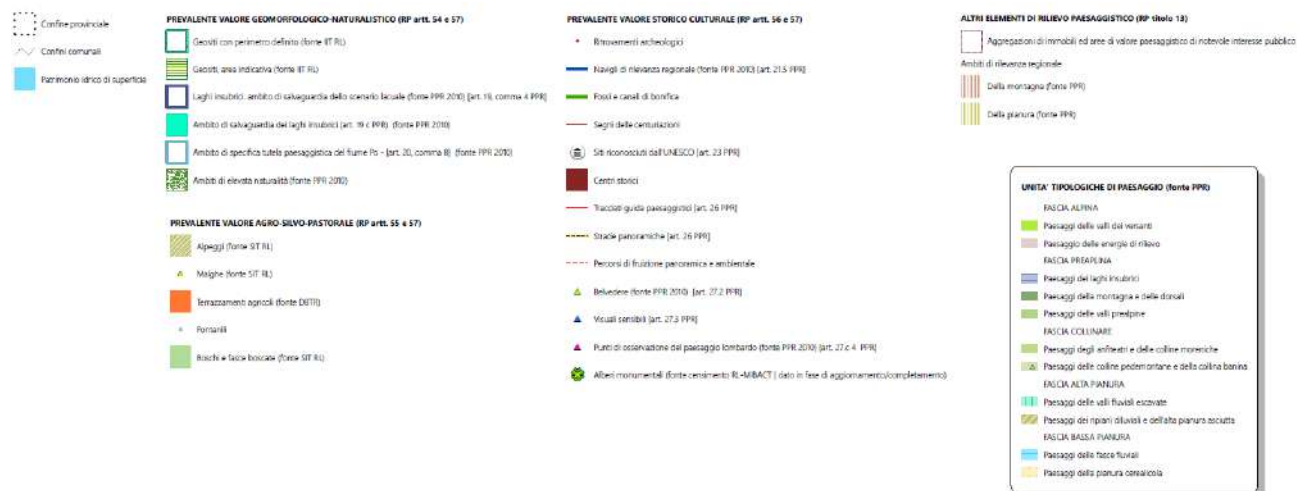 Confine provinciale
Confini comunali
Patrimonio idrico di superficie
PREVALENTE VALORE GEOMORFOLOGICO-NATURALISTICO (RP artt. 54 e 57)
Geositi con perimetro definito (fonte SIT RL)
Geositi, area indicativa (fonte SIT RL)
Laghi insubrici: ambito di salvaguardia dello scenario lacuale (fonte PPR 2010) [art. 19, comma 4 PPR]
Ambito di salvaguardia dei laghi insubrici (art. 19 c PPR) (fonte PPR 2010)
Ambito di specifica tutela paesaggistica del fiume Po - [art. 20, comma 8] (fonte PPR 2010)
Ambiti di elevata naturalità (fonte PPR 2010)
PREVALENTE VALORE AGRO-SILVO-PASTORALE (RP artt. 55 e 57)
Alpeggi (fonte SIT RL)
Malghe (fonte SIT RL)
Terrazzamenti agricoli (fonte DBTR)
Fontanili
Boschi e fasce boscate (fonte SIT RL)
PREVALENTE VALORE STORICO CULTURALE (RP artt. 56 e 57)
Ritrovamenti archeologici
Navigli di rilevanza regionale (fonte PPR 2010) [art. 21.5 PPR]
Fossi e canali di bonifica
Segni delle centuriazioni
Siti riconosciuti dall'UNESCO [art. 23 PPR]
Centri storici
Tracciati guida paesaggistici [art. 26 PPR]
Strade panoramiche [art. 26 PPR]
Percorsi di fruizione panoramica e ambientale
Belvedere (fonte PPR 2010) [art. 27.2 PPR]
Visuali sensibili [art. 27.3 PPR]
Punti di osservazione del paesaggio lombardo (fonte PPR 2010) [art. 27.c 4 PPR]
Alberi monumentali (fonte censimento RL-MIBACT | dato in fase di aggiornamento/completamento)
ALTRI ELEMENTI DI RILIEVO PAESAGGISTICO (RP titolo 13)
Aggregazioni di immobili ed aree di valore paesaggistico di notevole interesse pubblico
Ambiti di rilevanza regionale
Della montagna (fonte PPR)
Della pianura (fonte PPR)
UNITA' TIPOLOGICHE DI PAESAGGIO (fonte PPR)
FASCIA ALPINA
Paesaggi delle valli dei versanti
Paesaggio delle energie di rilievo
FASCIA PREAPLINA
Paesaggi dei laghi insubrici
Paesaggi della montagna e delle dorsali
Paesaggi delle valli prealpine
FASCIA COLLINARE
Paesaggi degli anfiteatri e delle colline moreniche
Paesaggi delle colline pedemontane e della collina banina
FASCIA ALTA PIANURA
Paesaggi delle valli fluviali escavate
Paesaggi dei ripiani diluviali e dell'alta pianura asciutta
FASCIA BASSA PIANURA
Paesaggi delle fasce fluviali
Paesaggi della pianura cerealicola